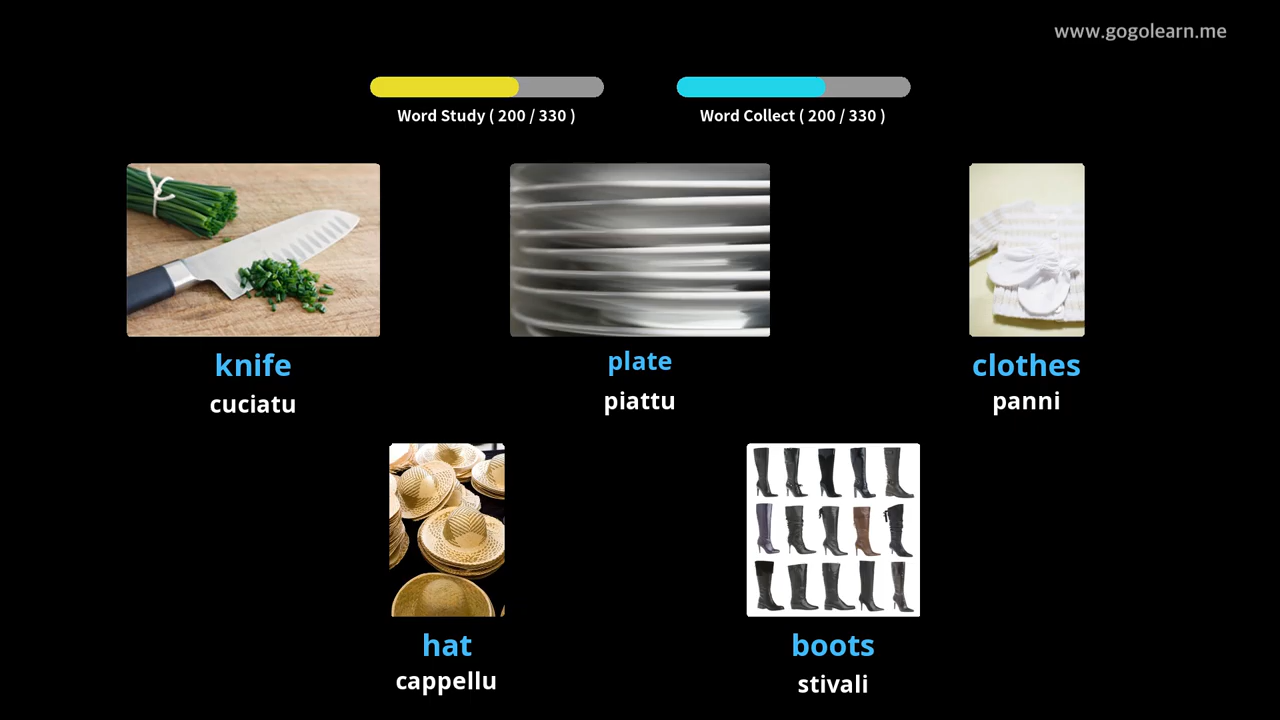 www.gogolearn.me
Word Study ( 200 / 330 )
Word Collect ( 200 / 330 )
knife
cuciatu
plate
piattu
clothes
panni
hat
cappellu
boots
stivali